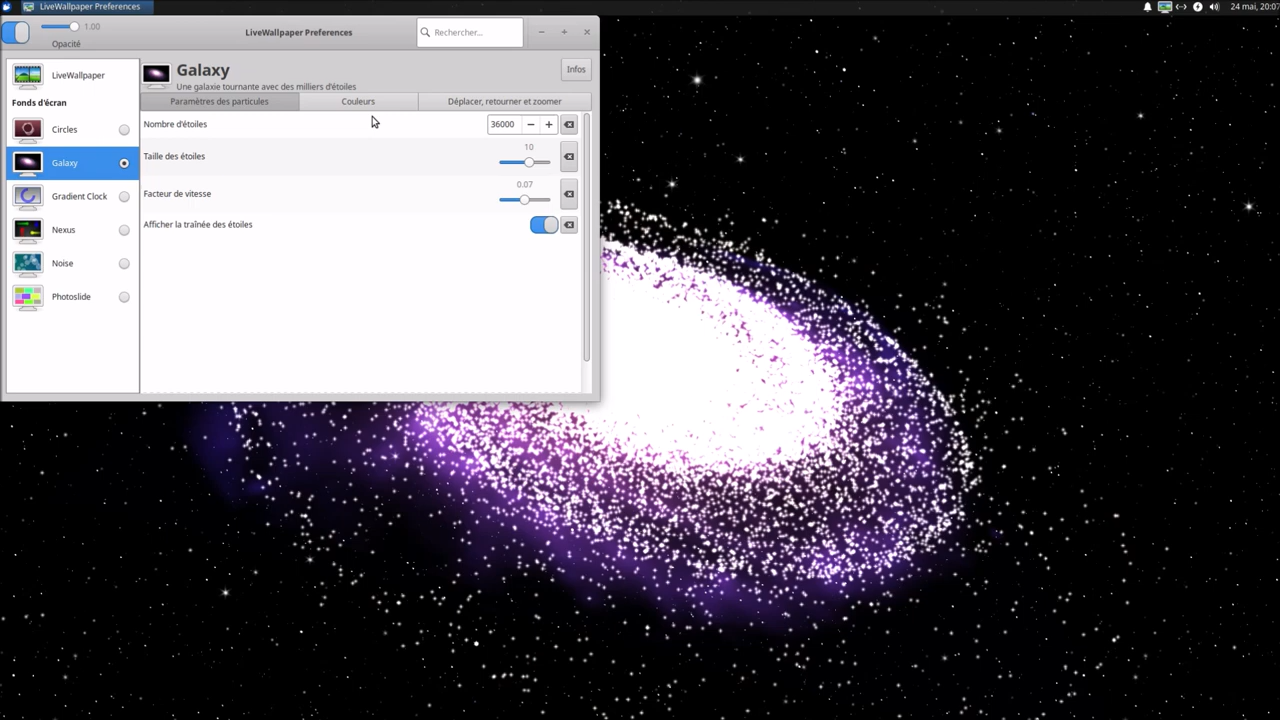 LiveWallpaper Preferences
24 mai, 20:07
1.00
Opacité
LiveWallpaper Preferences
Rechercher...
LiveWallpaper
Fonds d'écran
Circles
Galaxy
Gradient Clock
Nexus
Noise
Photoslide
Galaxy
Une galaxie tournante avec des milliers d'étoiles
Infos
Paramètres des particules
Couleurs
Déplacer, retourner et zoomer
Nombre d'étoiles
36000
Taille des étoiles
10
Facteur de vitesse
0.07
Afficher la traînée des étoiles